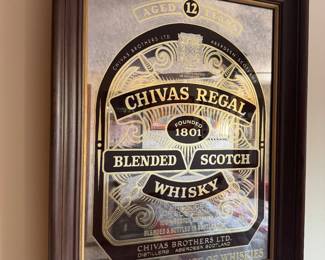 AGED 12 YEARS
CHIVAS BROTHERS LTD ABERDEEN SCOTLAND
CHIVAS REGAL
FOUNDED
1801
BLENDED SCOTCH
WHISKY
BLENDED & BOTTLED IN SCOTLAND
CHIVAS BROTHERS LTD.
DISTILLERS ABERDEEN SCOTLAND
WHISKIES